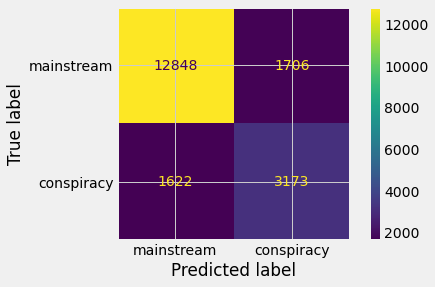 True label
mainstream
12848
1706
conspiracy
1622
3173
mainstream
conspiracy
Predicted label
12000
10000
8000
6000
4000
2000